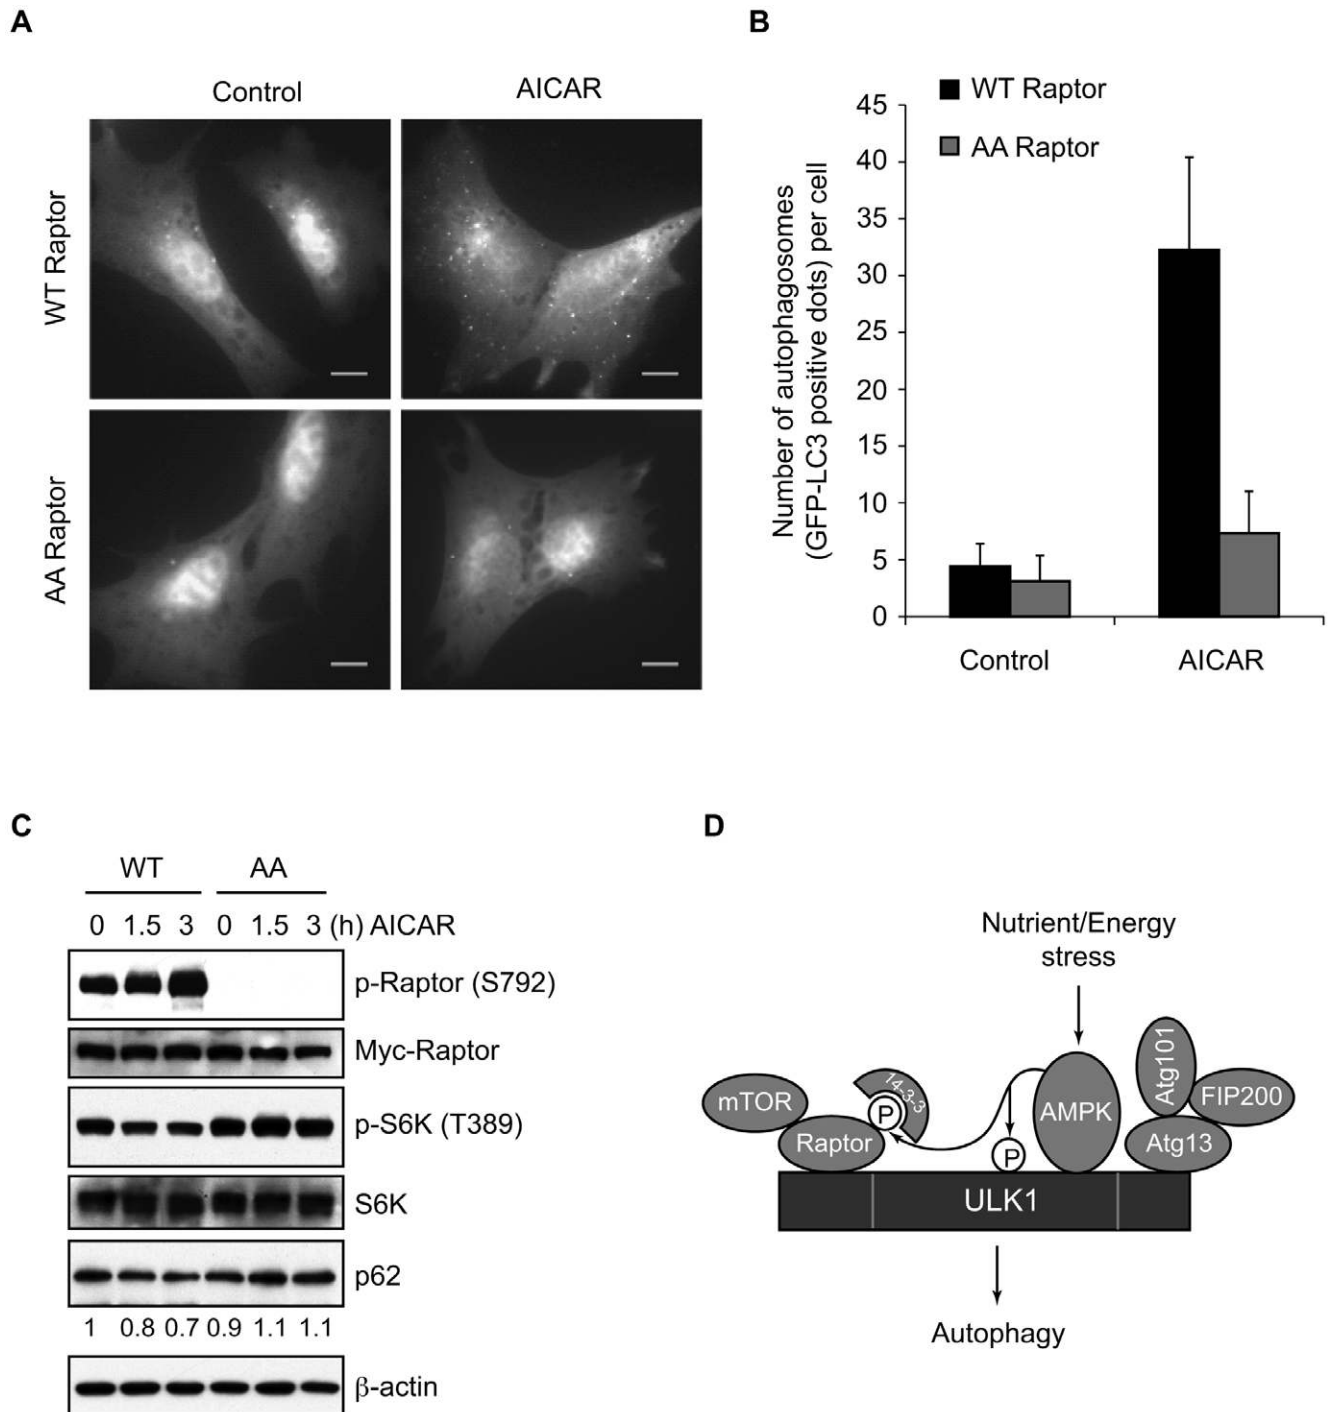 A
Control
AICAR
WT Raptor
AA Raptor
B
WT Raptor
AA Raptor
Number of autophagosomes
(GFP-LC3 positive dots) per cell
45
40
35
30
25
20
15
10
5
0
Control
AICAR
C
WT AA
0 1.5 3 0 1.5 3 (h) AICAR
p-Raptor (S792)
Myc-Raptor
p-S6K (T389)
S6K
p62
1 0.8 0.7 0.9 1.1 1.1
β-actin
D
Nutrient/Energy
stress
mTOR
Raptor
P
14-3-3
P
AMPK
Atg101
FIP200
Atg13
ULK1
Autophagy